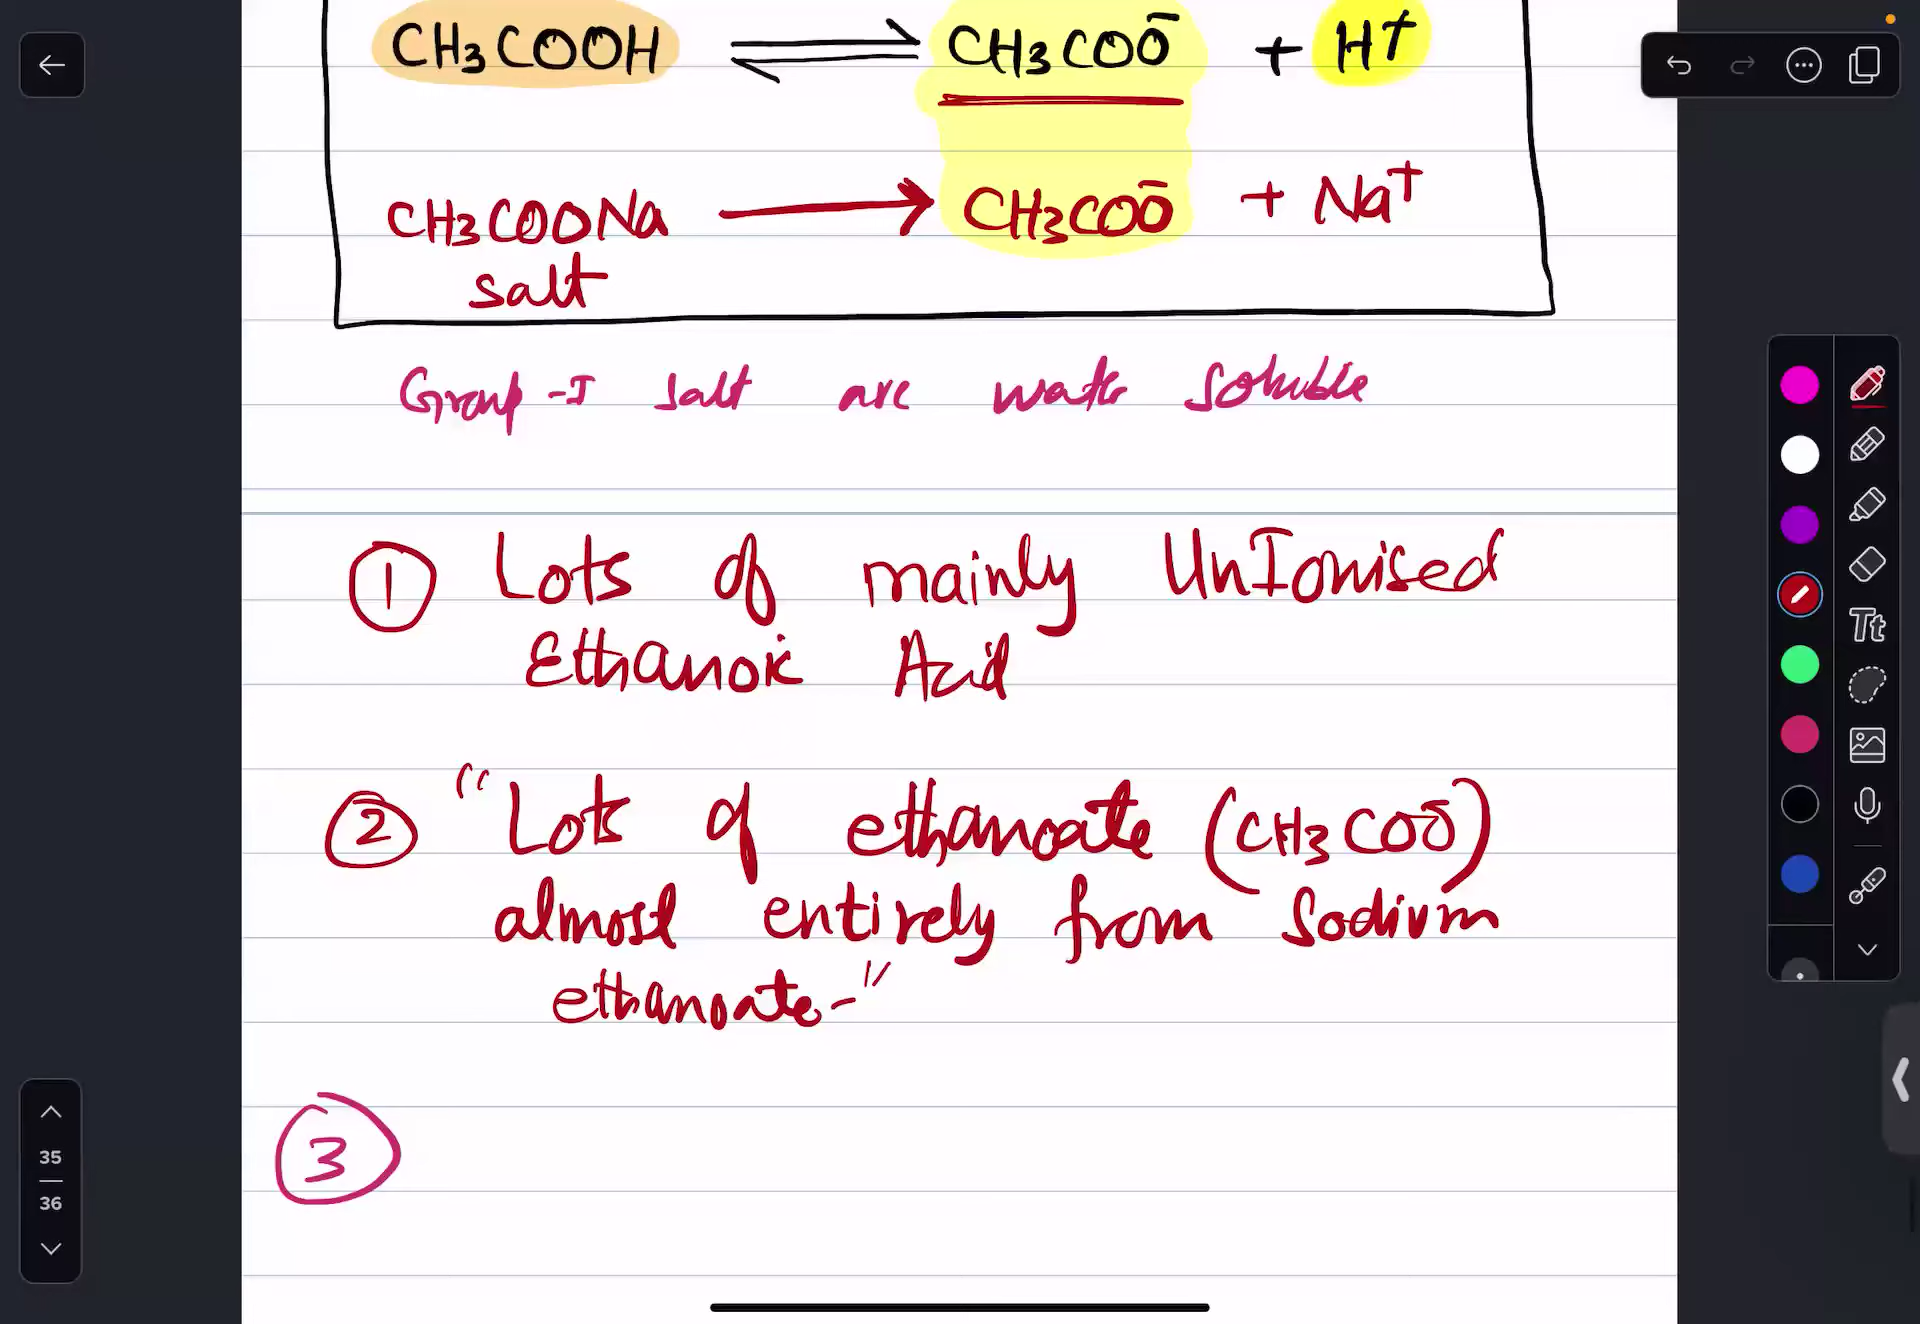 CH3COOH ⇌ CH3COO⁻ + H⁺
CH3COONa → CH3COO⁻ + Na⁺
salt
Group-I salt are water soluble
① Lots of mainly UnIonised
Ethanoic Acid
② "Lots of ethanoate (CH3COO⁻)
almost entirely from Sodium
ethanoate-"
③
Tt
35
36